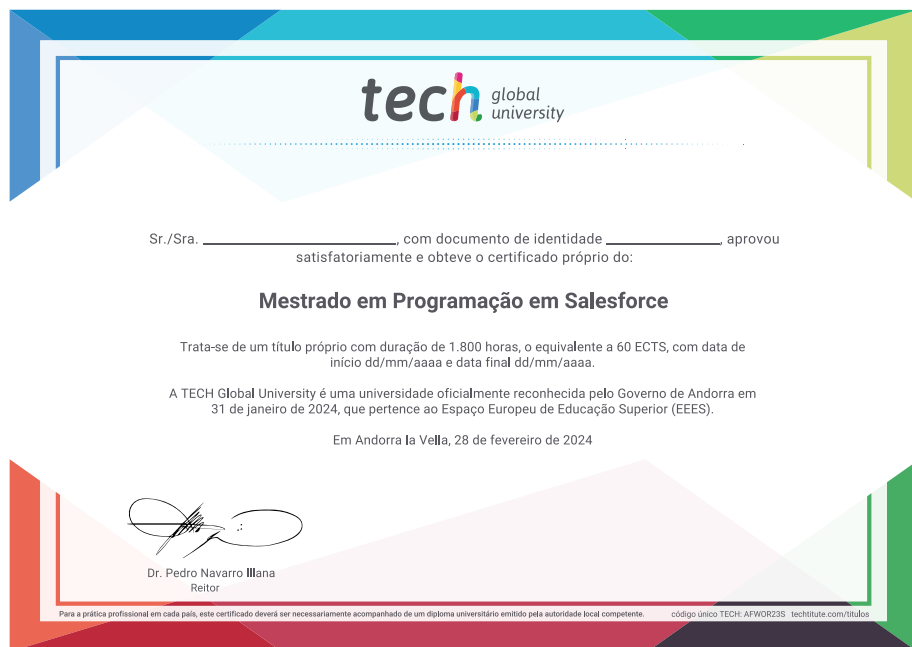 tech global
university
Sr./Sra. , com documento de identidade , aprovou
satisfatoriamente e obteve o certificado próprio do:
Mestrado em Programação em Salesforce
Trata-se de um título próprio com duração de 1.800 horas, o equivalente a 60 ECTS, com data de
início dd/mm/aaaa e data final dd/mm/aaaa.
A TECH Global University é uma universidade oficialmente reconhecida pelo Governo de Andorra em
31 de janeiro de 2024, que pertence ao Espaço Europeu de Educação Superior (EEES).
Em Andorra la Vella, 28 de fevereiro de 2024
Dr. Pedro Navarro Illana
Reitor
Para a prática profissional em cada país, este certificado deverá ser necessariamente acompanhado de um diploma universitário emitido pela autoridade local competente. código único TECH: AFWOR23S techtitute.com/titulos